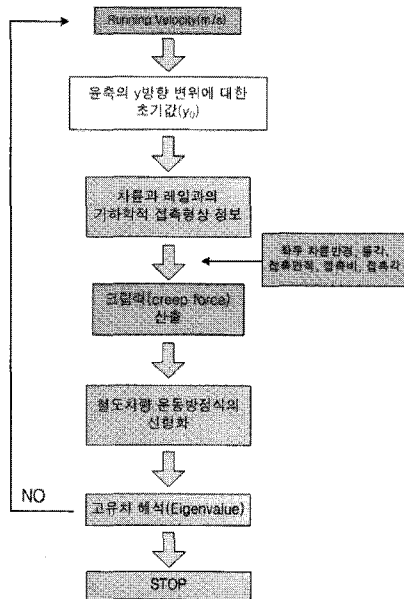 Running Velocity(m/s)
윤축의 y방향 변위에 대한
초기값(y₀)
차륜과 레일과의
기하학적 접촉형상 정보
좌우 차륜반경, 롤각,
접촉면적, 접촉비, 접촉각
크립력(creep force)
산출
철도차량 운동방정식의
선형화
NO
고유치 해석(Eigenvalue)
STOP